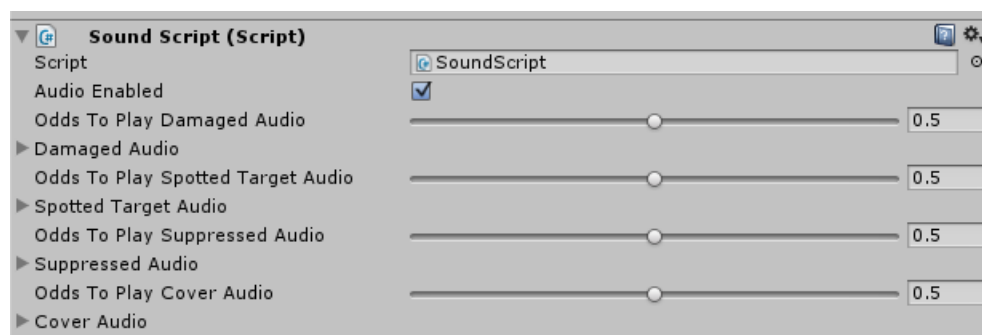 Sound Script (Script)
Script SoundScript
Audio Enabled
Odds To Play Damaged Audio 0.5
Damaged Audio
Odds To Play Spotted Target Audio 0.5
Spotted Target Audio
Odds To Play Suppressed Audio 0.5
Suppressed Audio
Odds To Play Cover Audio 0.5
Cover Audio